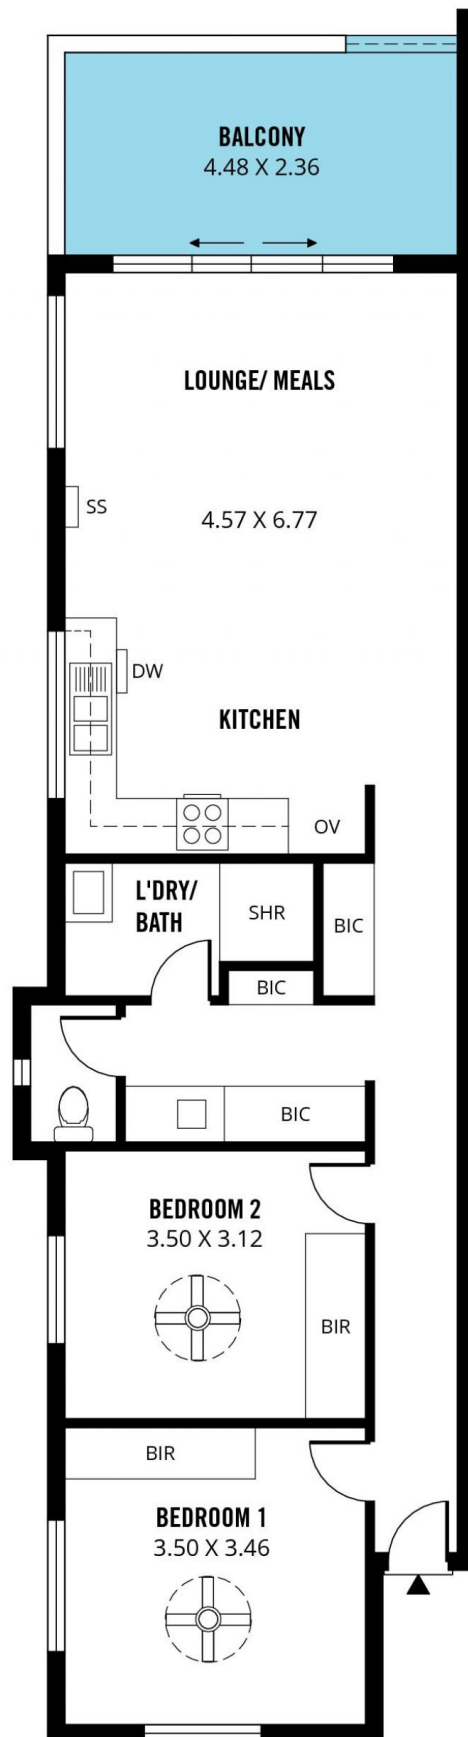 BALCONY
4.48 X 2.36
LOUNGE/ MEALS
SS
4.57 X 6.77
DW
KITCHEN
OV
L'DRY/
BATH
SHR
BIC
BIC
BIC
BEDROOM 2
3.50 X 3.12
BIR
BIR
BEDROOM 1
3.50 X 3.46